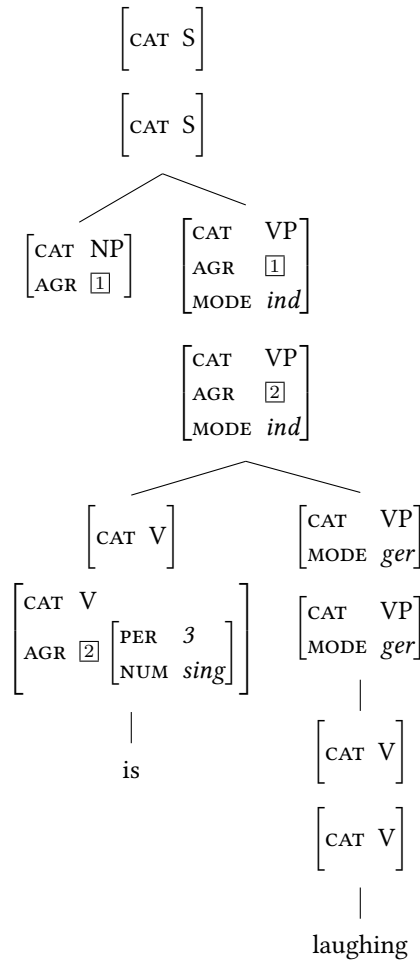 [CAT S]
[CAT S]
[CAT NP
AGR 1]
[CAT VP
AGR 1
MODE ind]
[CAT VP
AGR 2
MODE ind]
[CAT V]
[CAT VP
MODE ger]
[CAT V
AGR 2 [PER 3
NUM sing]]
[CAT VP
MODE ger]
is
[CAT V]
[CAT V]
laughing